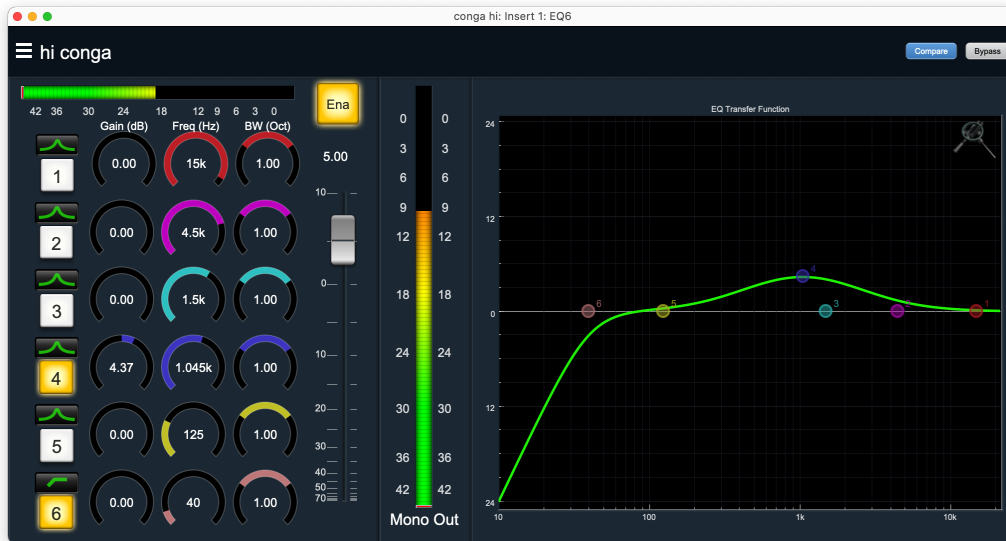 conga hi: Insert 1: EQ6
hi conga
Compare
Bypass
42 36 30 24 18 12 9 6 3 0
Ena
Gain (dB) Freq (Hz) BW (Oct)
1 0.00 15k 1.00
5.00
2 0.00 4.5k 1.00
3 0.00 1.5k 1.00
4 4.37 1.045k 1.00
5 0.00 125 1.00
6 0.00 40 1.00
10
0
10
20
30
40
50
70
0 0
3 3
6 6
9 9
12 12
18 18
24 24
30 30
36 36
42 42
Mono Out
EQ Transfer Function
24
12
0
12
24
6 5 4 3 2 1
10 100 1k 10k